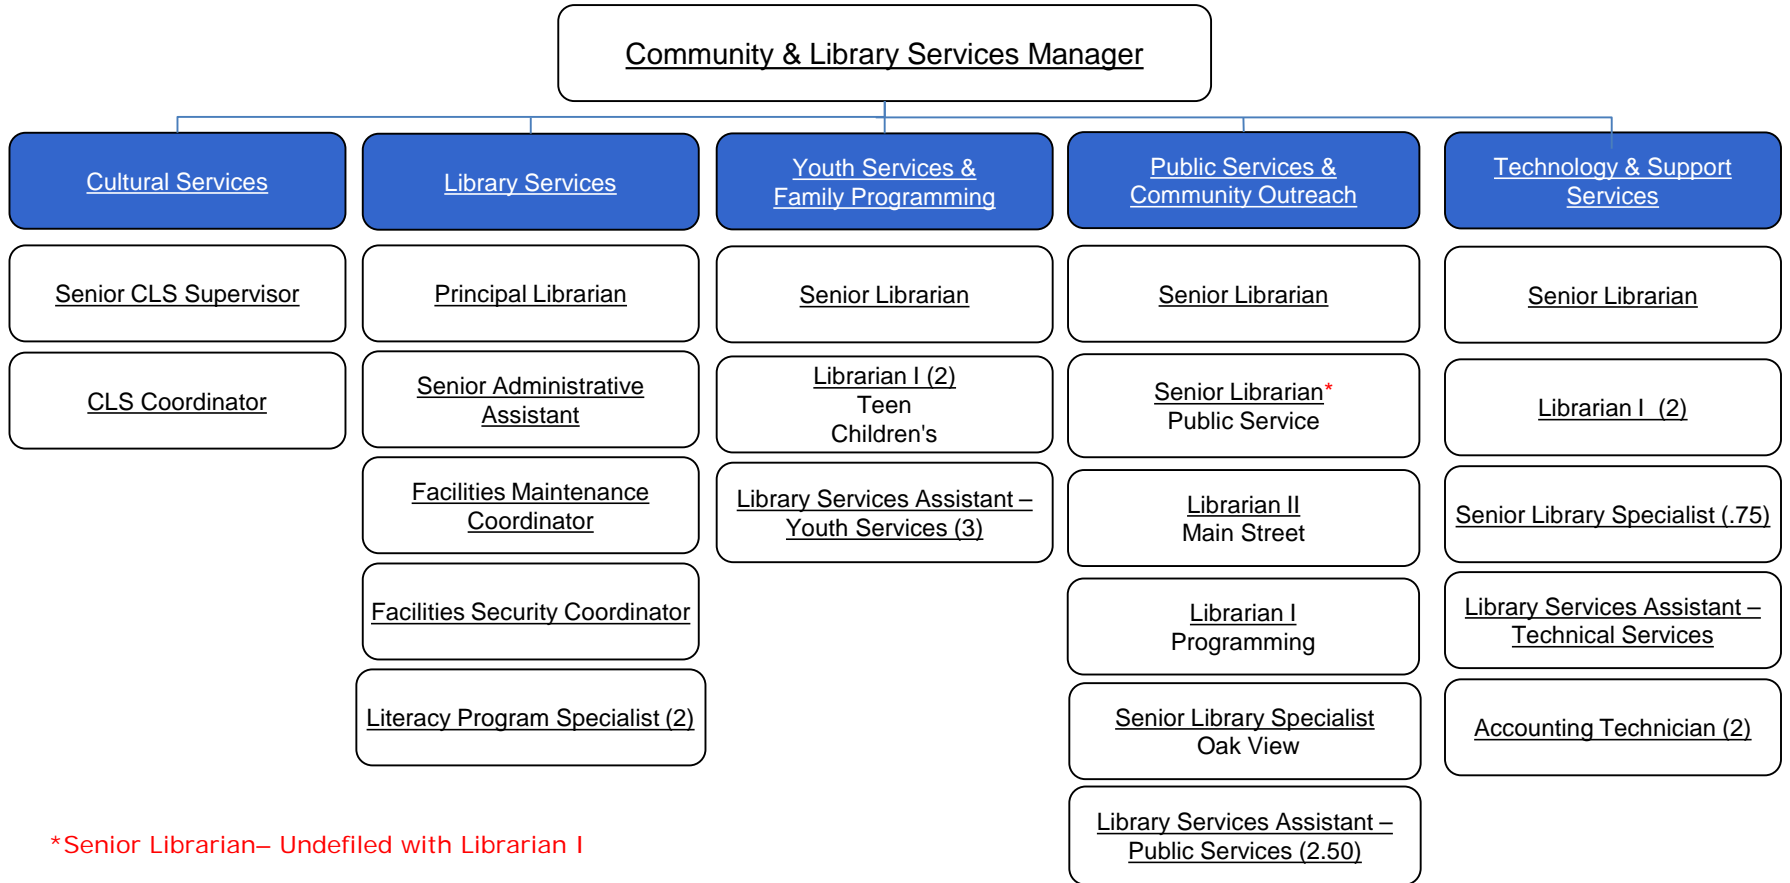 Community & Library Services Manager
Cultural Services
Senior CLS Supervisor
CLS Coordinator
Library Services
Principal Librarian
Senior Administrative
Assistant
Facilities Maintenance
Coordinator
Facilities Security Coordinator
Literacy Program Specialist (2)
Youth Services &
Family Programming
Senior Librarian
Librarian I (2)
Teen
Children's
Library Services Assistant –
Youth Services (3)
Public Services &
Community Outreach
Senior Librarian
Senior Librarian*
Public Service
Librarian II
Main Street
Librarian I
Programming
Senior Library Specialist
Oak View
Library Services Assistant –
Public Services (2.50)
Technology & Support
Services
Senior Librarian
Librarian I (2)
Senior Library Specialist (.75)
Library Services Assistant –
Technical Services
Accounting Technician (2)
*Senior Librarian– Undefiled with Librarian I